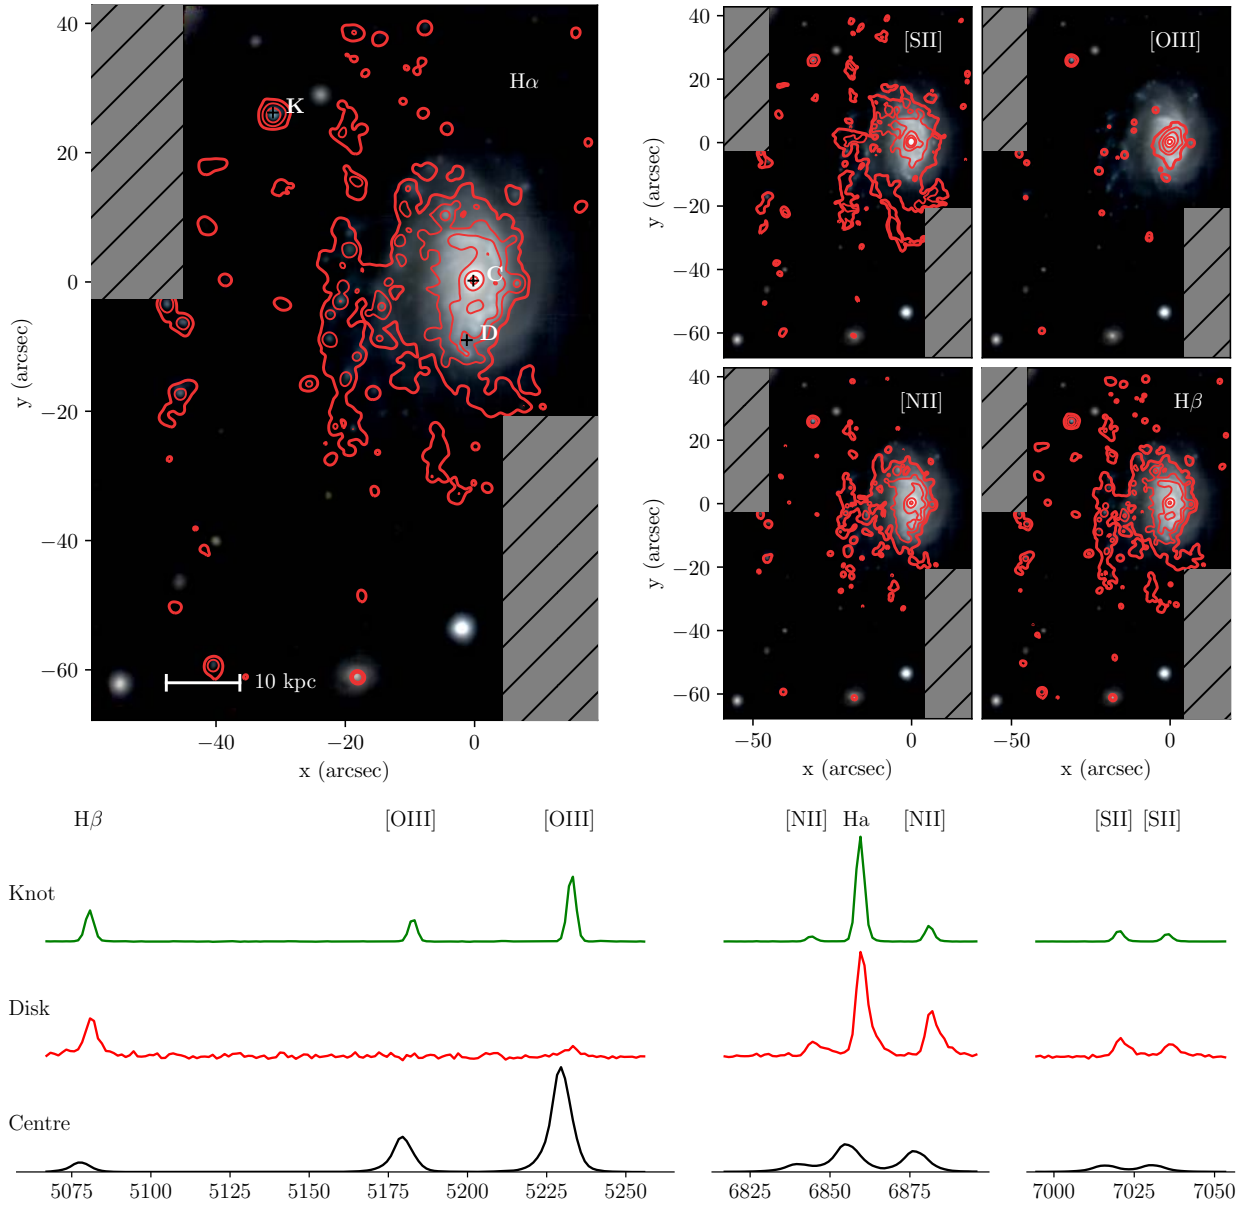 40
20
0
−20
−40
−60
y (arcsec)
Hα
K
C
D
10 kpc
−40 −20 0
x (arcsec)
[SII]
[OIII]
40
20
0
−20
−40
−60
y (arcsec)
[NII]
Hβ
40
20
0
−20
−40
−60
y (arcsec)
−50 0
x (arcsec)
−50 0
x (arcsec)
Hβ [OIII] [OIII] [NII] Ha [NII] [SII] [SII]
Knot
Disk
Centre
5075 5100 5125 5150 5175 5200 5225 5250 6825 6850 6875 7000 7025 7050